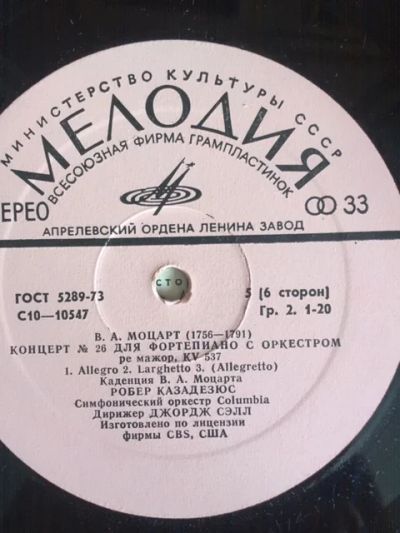 МИНИСТЕРСТВО КУЛЬТУРЫ СССР
МЕЛОДИЯ
ВСЕСОЮЗНАЯ ФИРМА ГРАМПЛАСТИНОК
ТЕРЕО 33
АПРЕЛЕВСКИЙ ОРДЕНА ЛЕНИНА ЗАВОД
СТО
ГОСТ 5289-73 5 [6 сторон]
С10—10547 Гр. 2. 1-20
В. А. МОЦАРТ (1756—1791)
КОНЦЕРТ № 26 ДЛЯ ФОРТЕПИАНО С ОРКЕСТРОМ
ре мажор, KV 537
1. Allegro 2. Larghetto 3. (Allegretto)
Каденция В. А. Моцарта
РОБЕР КАЗАДЕЗЮС
Симфонический оркестр Columbia
Дирижер ДЖОРДЖ СЭЛЛ
Изготовлено по лицензии
фирмы CBS, США